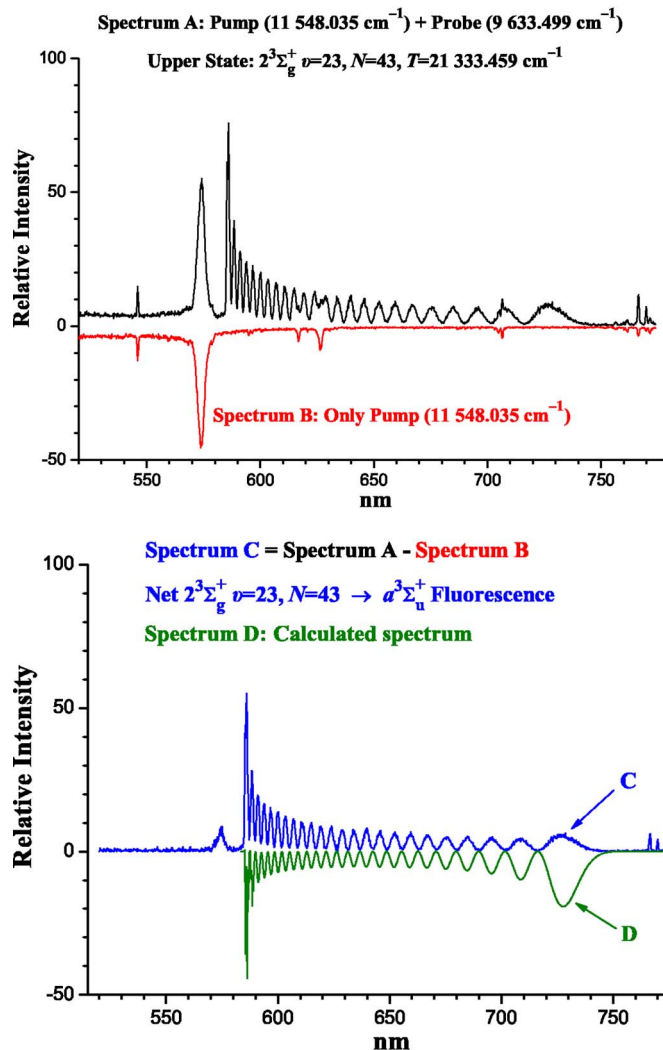 Spectrum A: Pump (11 548.035 cm⁻¹) + Probe (9 633.499 cm⁻¹)
Upper State: 2³Σg⁺ υ=23, N=43, T=21 333.459 cm⁻¹
100
50
0
-50
Relative Intensity
Spectrum B: Only Pump (11 548.035 cm⁻¹)
550 600 650 700 750
nm
Spectrum C = Spectrum A - Spectrum B
Net 2³Σg⁺ υ=23, N=43 → a³Σu⁺ Fluorescence
Spectrum D: Calculated spectrum
100
50
0
-50
Relative Intensity
C
D
550 600 650 700 750
nm